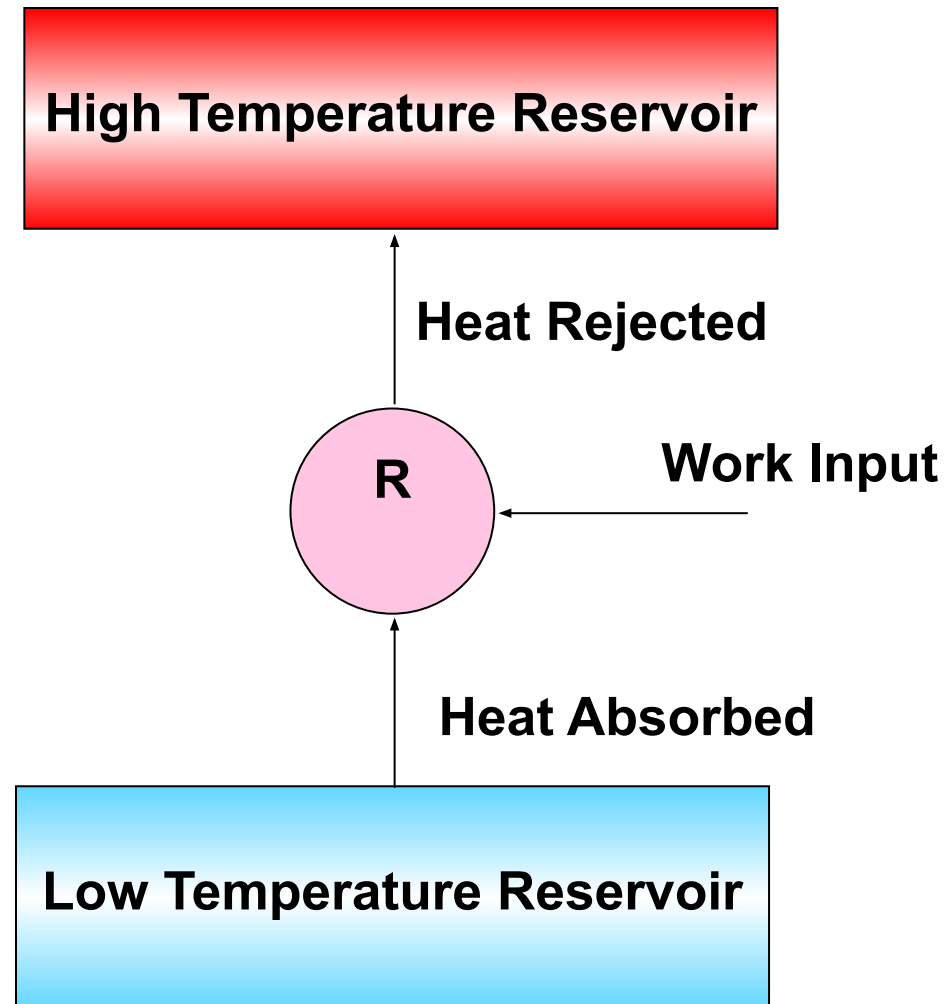 High Temperature Reservoir
Heat Rejected
R
Work Input
Heat Absorbed
Low Temperature Reservoir